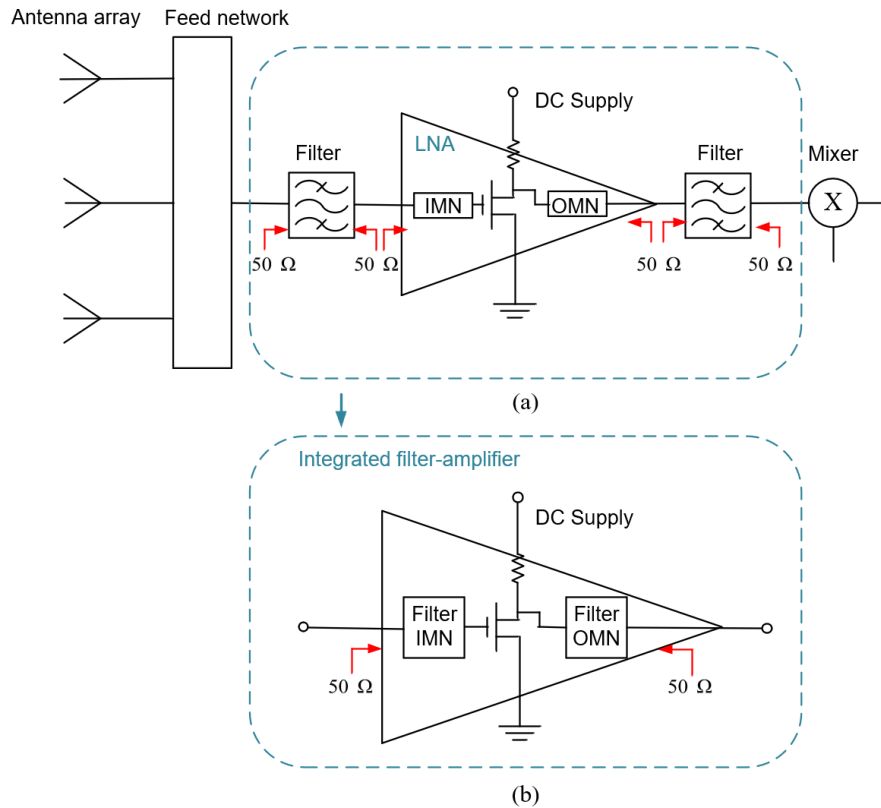 Antenna array
Feed network
DC Supply
LNA
Filter
Filter
Mixer
IMN
OMN
X
50 Ω
50 Ω
50 Ω
50 Ω
(a)
Integrated filter-amplifier
DC Supply
Filter
IMN
Filter
OMN
50 Ω
50 Ω
(b)